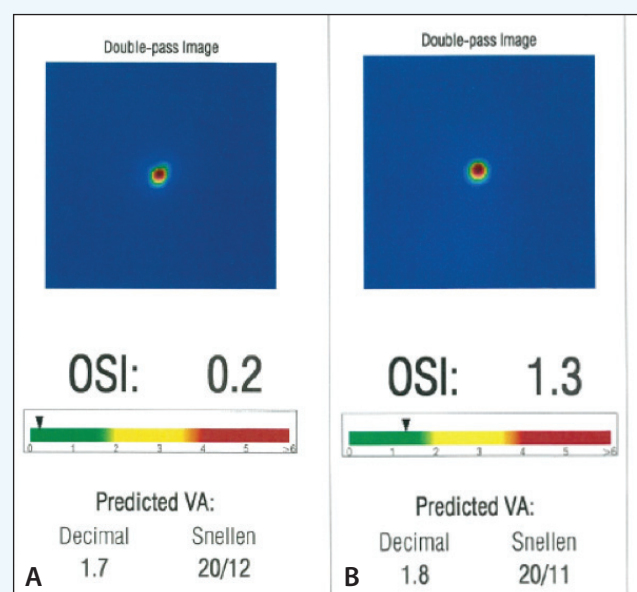 Double-pass Image
OSI: 0.2
0 1 2 3 4 5 >6
Predicted VA:
Decimal Snellen
1.7 20/12
A
Double-pass Image
OSI: 1.3
0 1 2 3 4 5 >6
Predicted VA:
Decimal Snellen
1.8 20/11
B